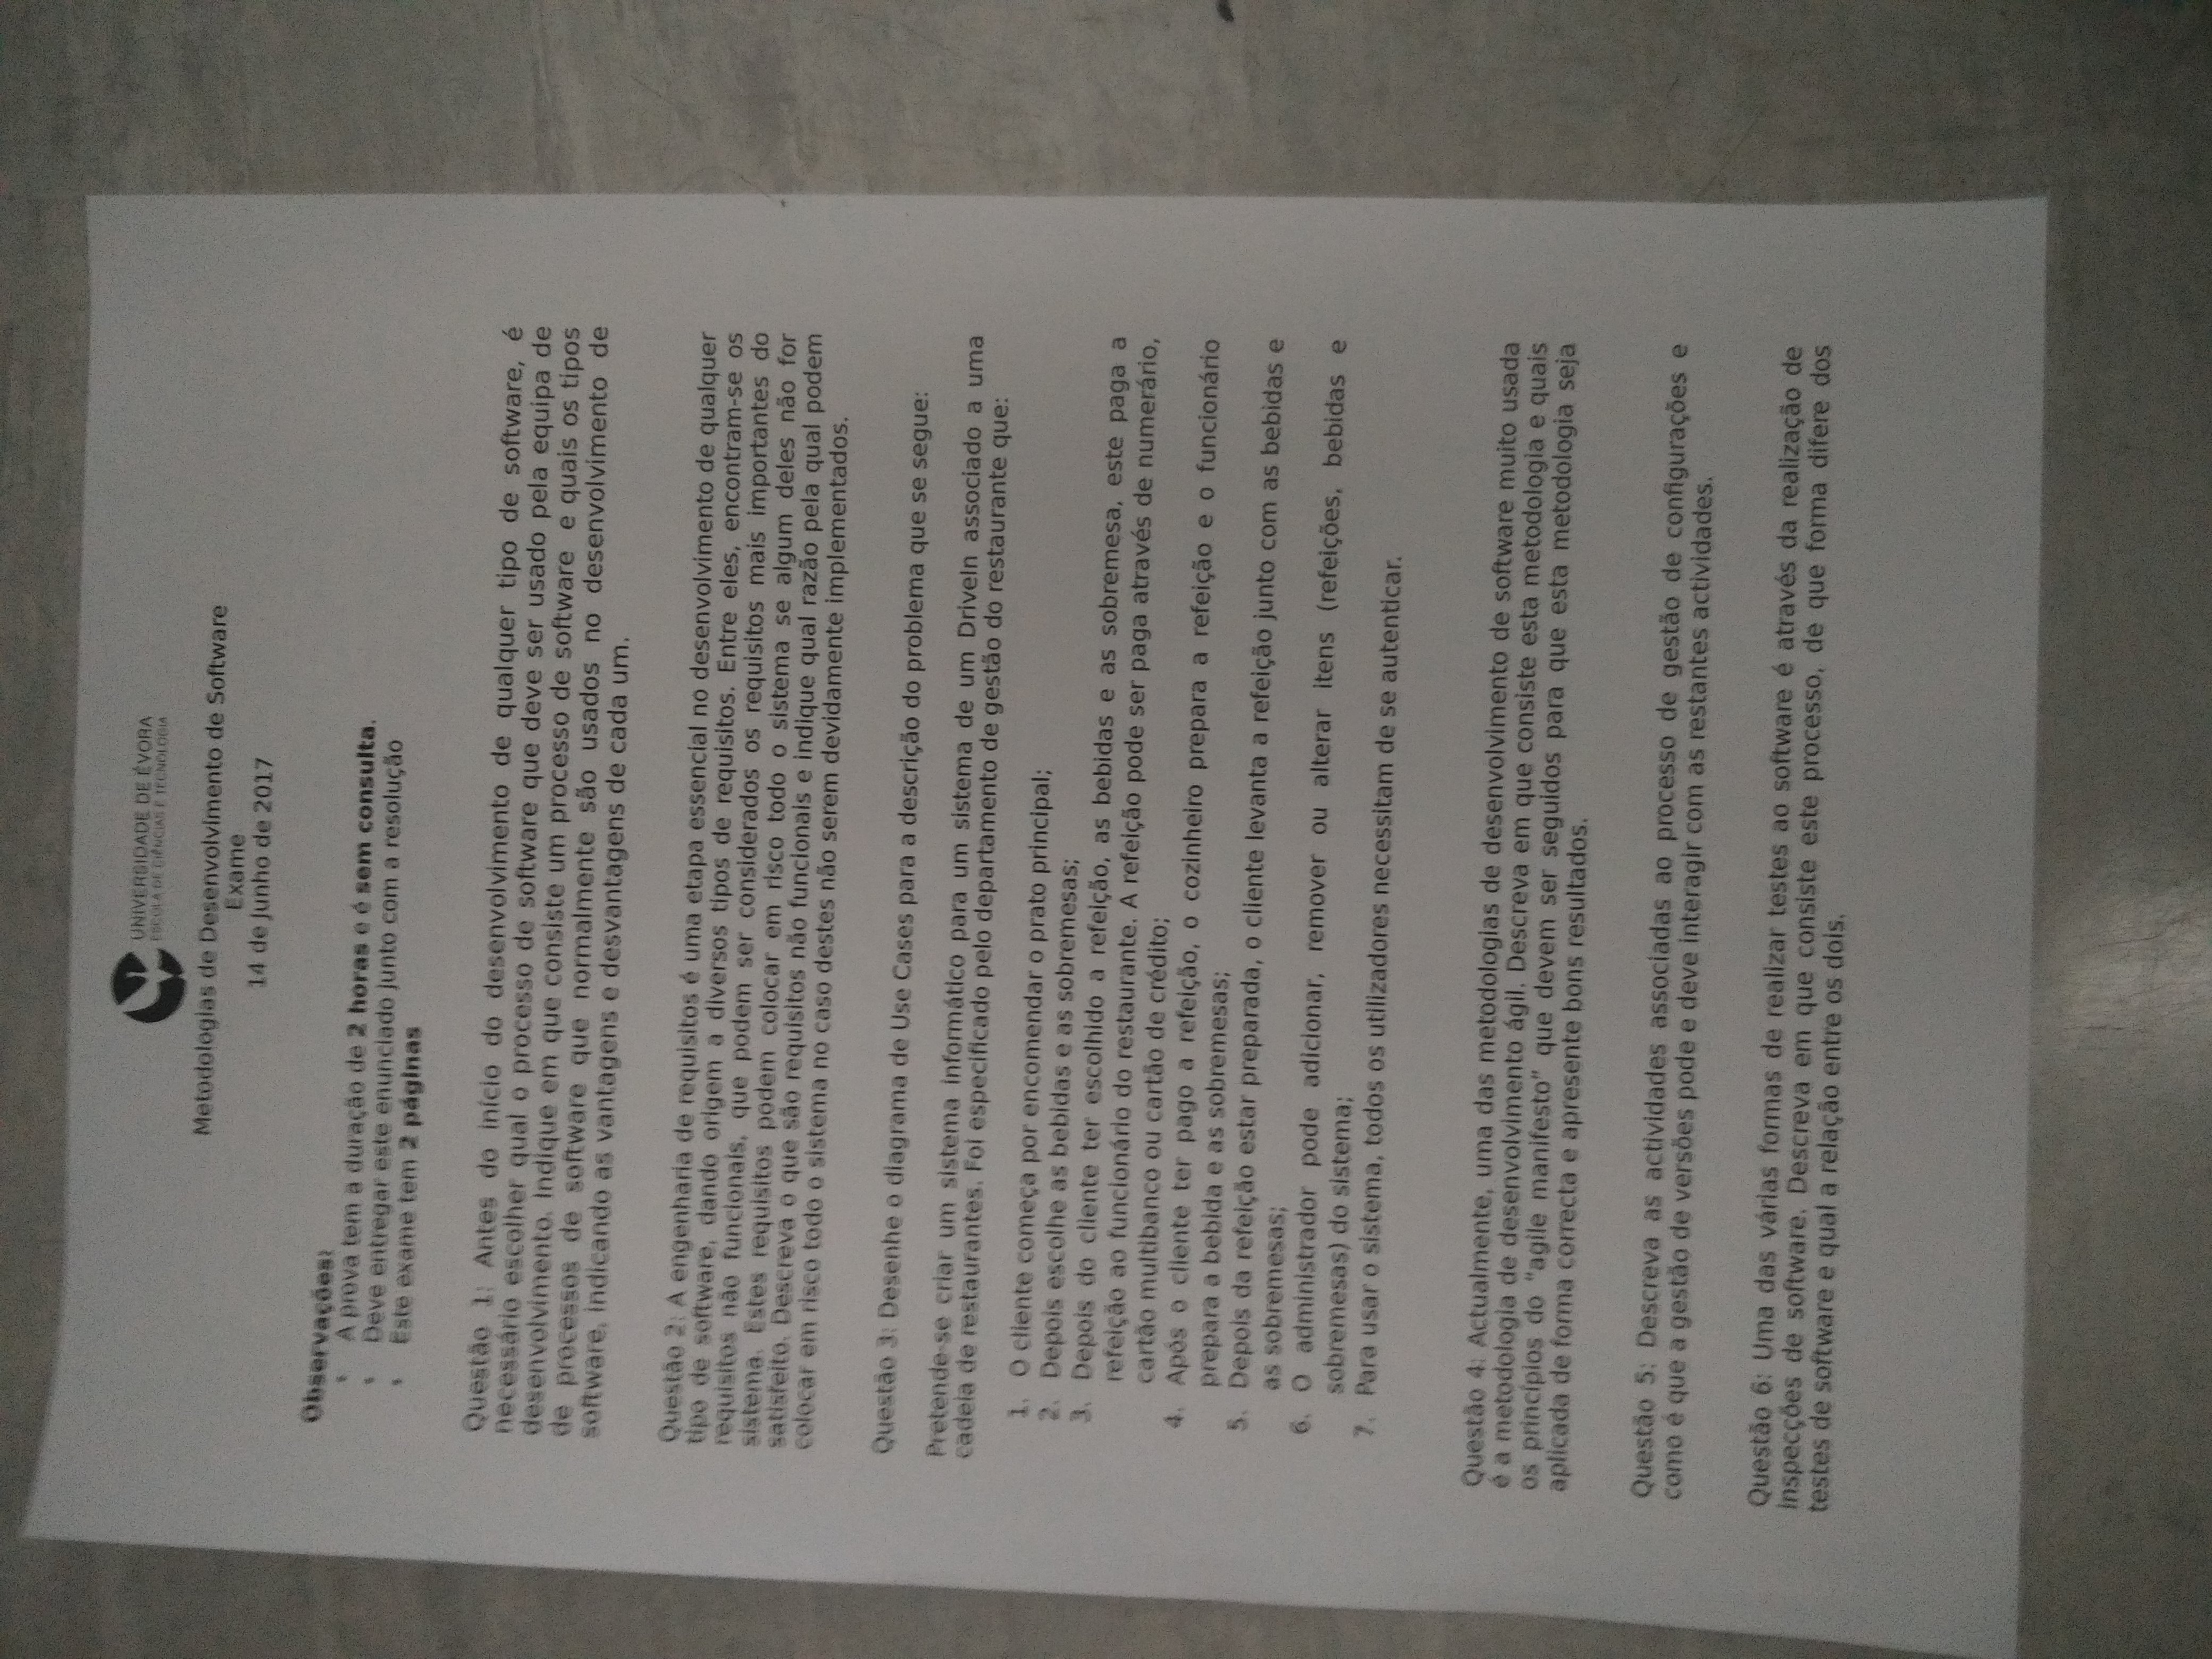 UNIVERSIDADE DE ÉVORA
ESCOLA DE CIÊNCIAS E TECNOLOGIA
Metodologias de Desenvolvimento de Software
Exame
14 de Junho de 2017
Observações:
• A prova tem a duração de 2 horas e é sem consulta.
• Deve entregar este enunciado junto com a resolução
• Este exame tem 2 páginas
Questão 1: Antes do início do desenvolvimento de qualquer tipo de software, é
necessário escolher qual o processo de software que deve ser usado pela equipa de
desenvolvimento. Indique em que consiste um processo de software e quais os tipos
de processos de software que normalmente são usados no desenvolvimento de
software, indicando as vantagens e desvantagens de cada um.
Questão 2: A engenharia de requisitos é uma etapa essencial no desenvolvimento de qualquer
tipo de software, dando origem a diversos tipos de requisitos. Entre eles, encontram-se os
requisitos não funcionais, que podem ser considerados os requisitos mais importantes do
sistema. Estes requisitos podem colocar em risco todo o sistema se algum deles não for
satisfeito. Descreva o que são requisitos não funcionais e indique qual razão pela qual podem
colocar em risco todo o sistema no caso destes não serem devidamente implementados.
Questão 3: Desenhe o diagrama de Use Cases para a descrição do problema que se segue:
Pretende-se criar um sistema informático para um sistema de um DriveIn associado a uma
cadeia de restaurantes. Foi especificado pelo departamento de gestão do restaurante que:
1. O cliente começa por encomendar o prato principal;
2. Depois escolhe as bebidas e as sobremesas;
3. Depois do cliente ter escolhido a refeição, as bebidas e as sobremesa, este paga a
refeição ao funcionário do restaurante. A refeição pode ser paga através de numerário,
cartão multibanco ou cartão de crédito;
4. Após o cliente ter pago a refeição, o cozinheiro prepara a refeição e o funcionário
prepara a bebida e as sobremesas;
5. Depois da refeição estar preparada, o cliente levanta a refeição junto com as bebidas e
as sobremesas;
6. O administrador pode adicionar, remover ou alterar itens (refeições, bebidas e
sobremesas) do sistema;
7. Para usar o sistema, todos os utilizadores necessitam de se autenticar.
Questão 4: Actualmente, uma das metodologias de desenvolvimento de software muito usada
é a metodologia de desenvolvimento ágil. Descreva em que consiste esta metodologia e quais
os princípios do "agile manifesto" que devem ser seguidos para que esta metodologia seja
aplicada de forma correcta e apresente bons resultados.
Questão 5: Descreva as actividades associadas ao processo de gestão de configurações e
como é que a gestão de versões pode e deve interagir com as restantes actividades.
Questão 6: Uma das várias formas de realizar testes ao software é através da realização de
inspecções de software. Descreva em que consiste este processo, de que forma difere dos
testes de software e qual a relação entre os dois.